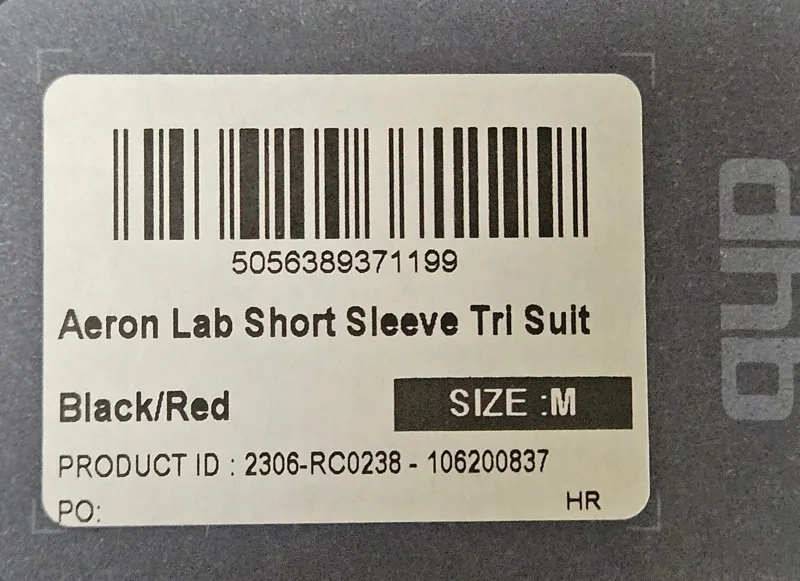 5056389371199
Aeron Lab Short Sleeve Tri Suit
Black/Red
SIZE :M
PRODUCT ID : 2306-RC0238 - 106200837
PO:
HR
dhb